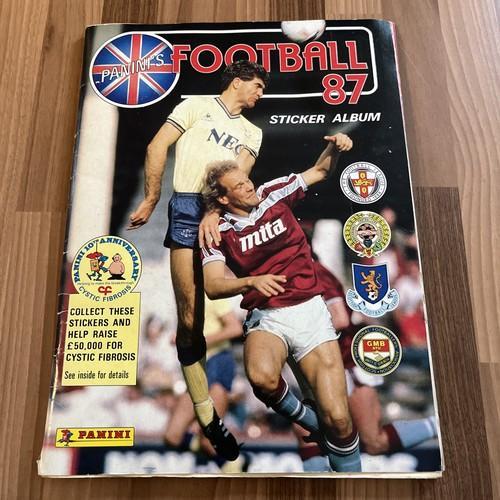 PANINI'S
FOOTBALL
87
STICKER ALBUM
NEC
mita
PANINI 10TH ANNIVERSARY
CF
CYSTIC FIBROSIS
COLLECT THESE
STICKERS AND
HELP RAISE
£50,000 FOR
CYSTIC FIBROSIS
See inside for details
GMB
PANINI